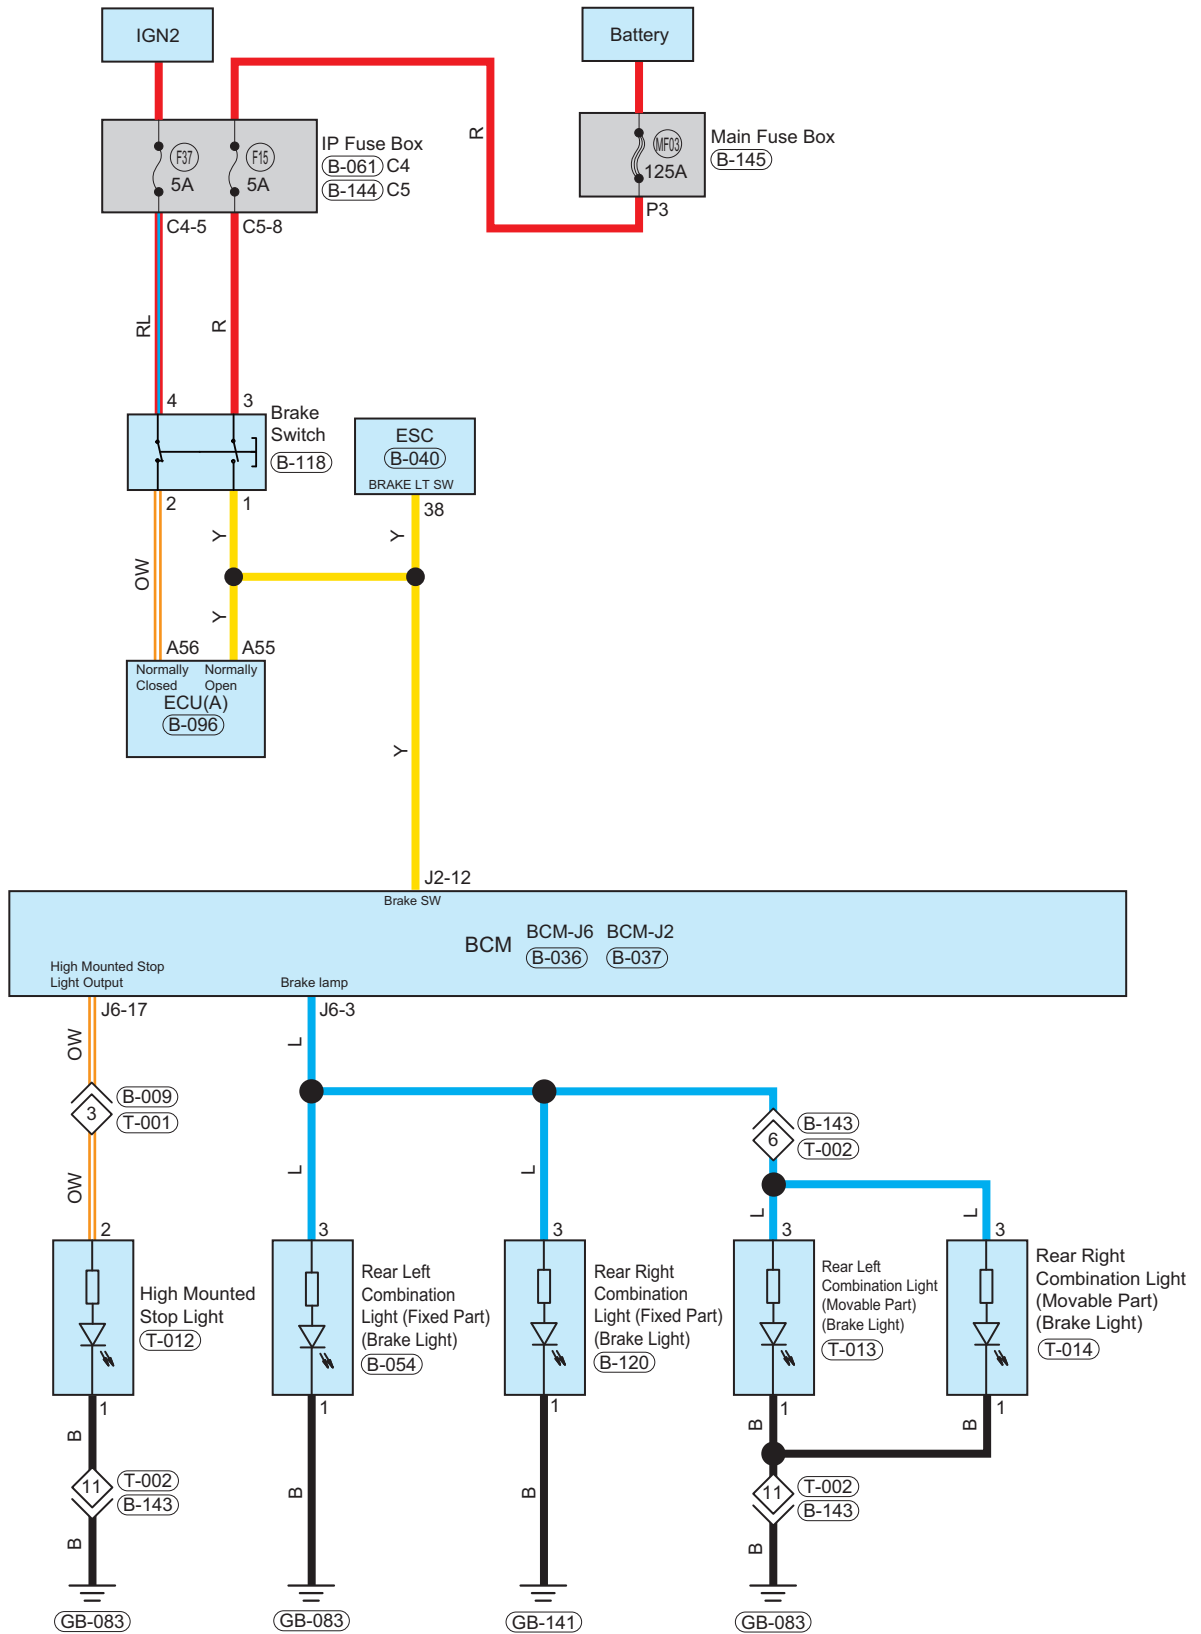 IGN2
Battery
F37
5A
F15
5A
IP Fuse Box
B-061 C4
B-144 C5
R
MF03
125A
Main Fuse Box
B-145
P3
C4-5
C5-8
RL
R
4
3
Brake
Switch
B-118
2
1
ESC
B-040
BRAKE LT SW
38
Y
Y
OW
Y
A56
A55
Normally
Closed
Normally
Open
ECU(A)
B-096
Y
J2-12
Brake SW
BCM
BCM-J6
B-036
BCM-J2
B-037
High Mounted Stop
Light Output
Brake lamp
J6-17
J6-3
OW
L
3
B-009
T-001
6
B-143
T-002
OW
L
L
L
L
2
3
3
3
3
High Mounted
Stop Light
T-012
Rear Left
Combination
Light (Fixed Part)
(Brake Light)
B-054
Rear Right
Combination
Light (Fixed Part)
(Brake Light)
B-120
Rear Left
Combination Light
(Movable Part)
(Brake Light)
T-013
Rear Right
Combination Light
(Movable Part)
(Brake Light)
T-014
1
1
1
1
1
B
B
B
11
T-002
B-143
B
B
11
T-002
B-143
B
B
GB-083
GB-083
GB-141
GB-083